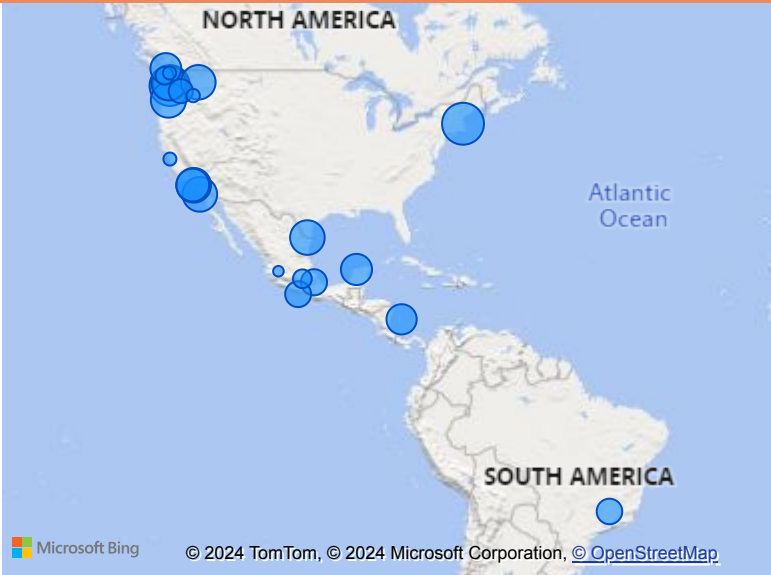 NORTH AMERICA
Atlantic
Ocean
SOUTH AMERICA
Microsoft Bing
© 2024 TomTom, © 2024 Microsoft Corporation, © OpenStreetMap